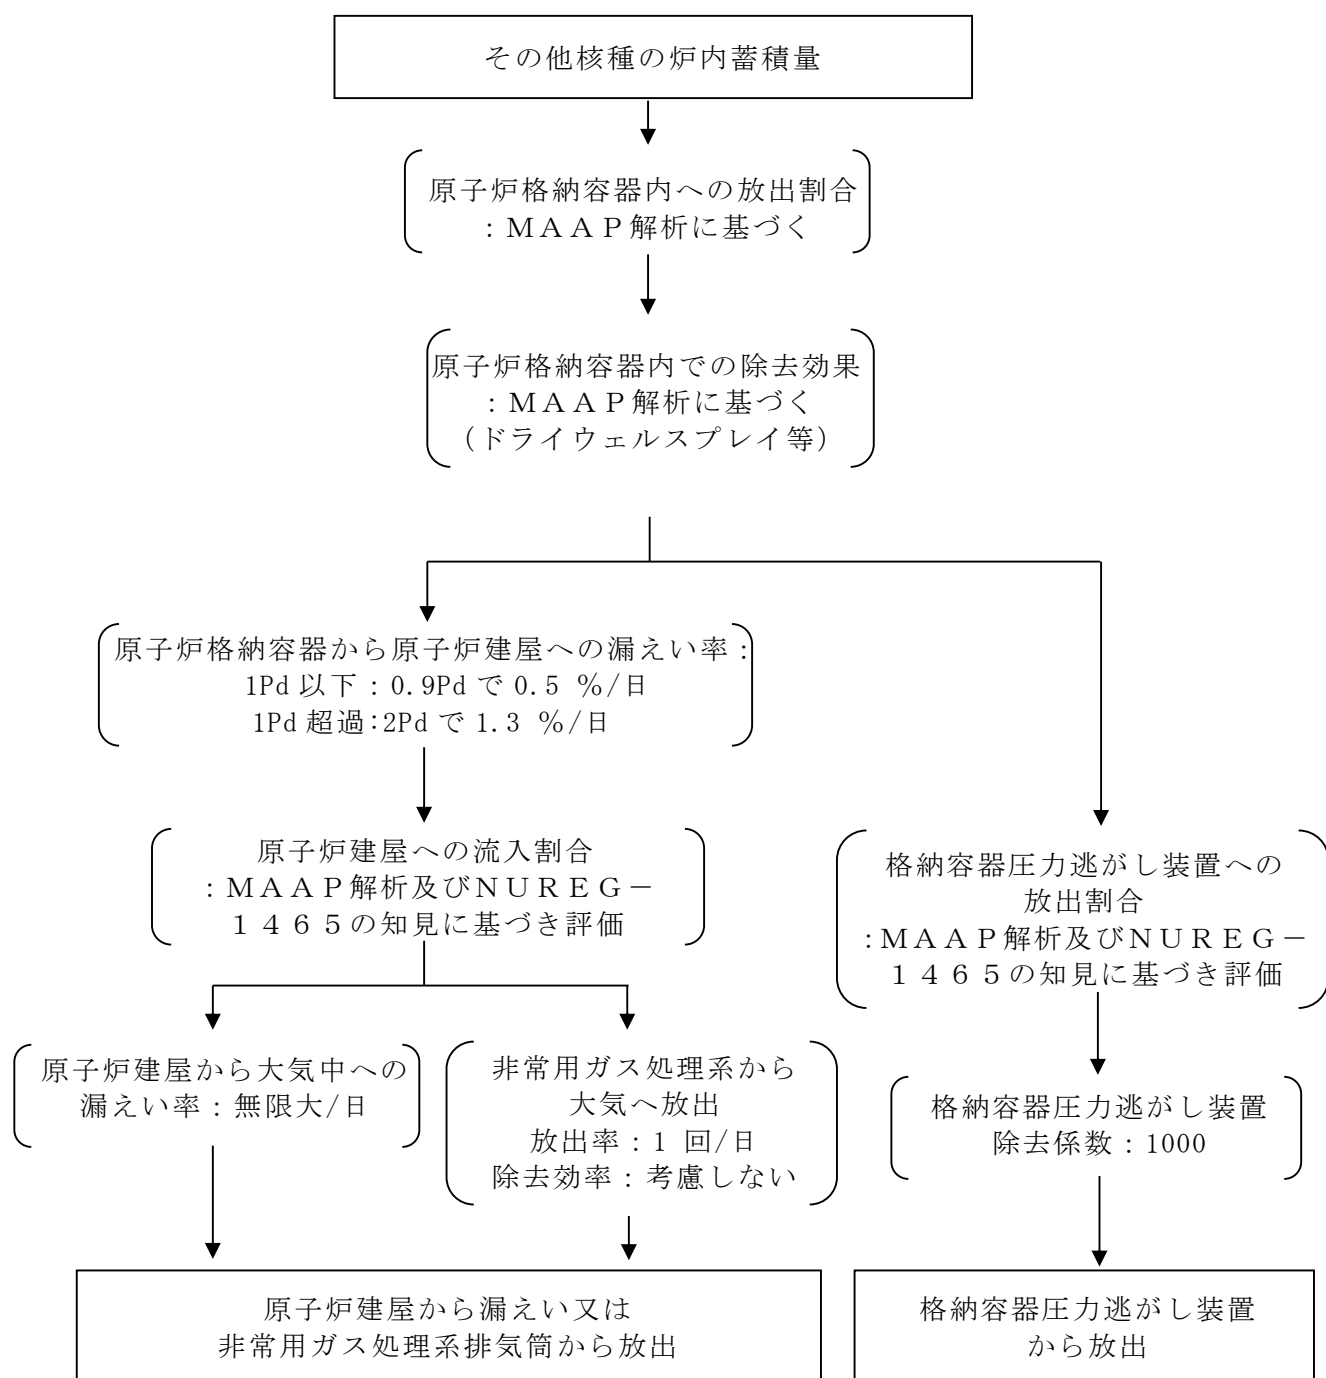 その他核種の炉内蓄積量
原子炉格納容器内への放出割合
：ＭＡＡＰ解析に基づく
原子炉格納容器内での除去効果
：ＭＡＡＰ解析に基づく
（ドライウェルスプレイ等）
原子炉格納容器から原子炉建屋への漏えい率：
1Pd 以下：0.9Pd で 0.5 %/日
1Pd 超過:2Pd で 1.3 %/日
原子炉建屋への流入割合
：ＭＡＡＰ解析及びＮＵＲＥＧ－
１４６５の知見に基づき評価
格納容器圧力逃がし装置への
放出割合
:ＭＡＡＰ解析及びＮＵＲＥＧ－
１４６５の知見に基づき評価
原子炉建屋から大気中への
漏えい率：無限大/日
非常用ガス処理系から
大気へ放出
放出率：1 回/日
除去効率：考慮しない
格納容器圧力逃がし装置
除去係数：1000
原子炉建屋から漏えい又は
非常用ガス処理系排気筒から放出
格納容器圧力逃がし装置
から放出